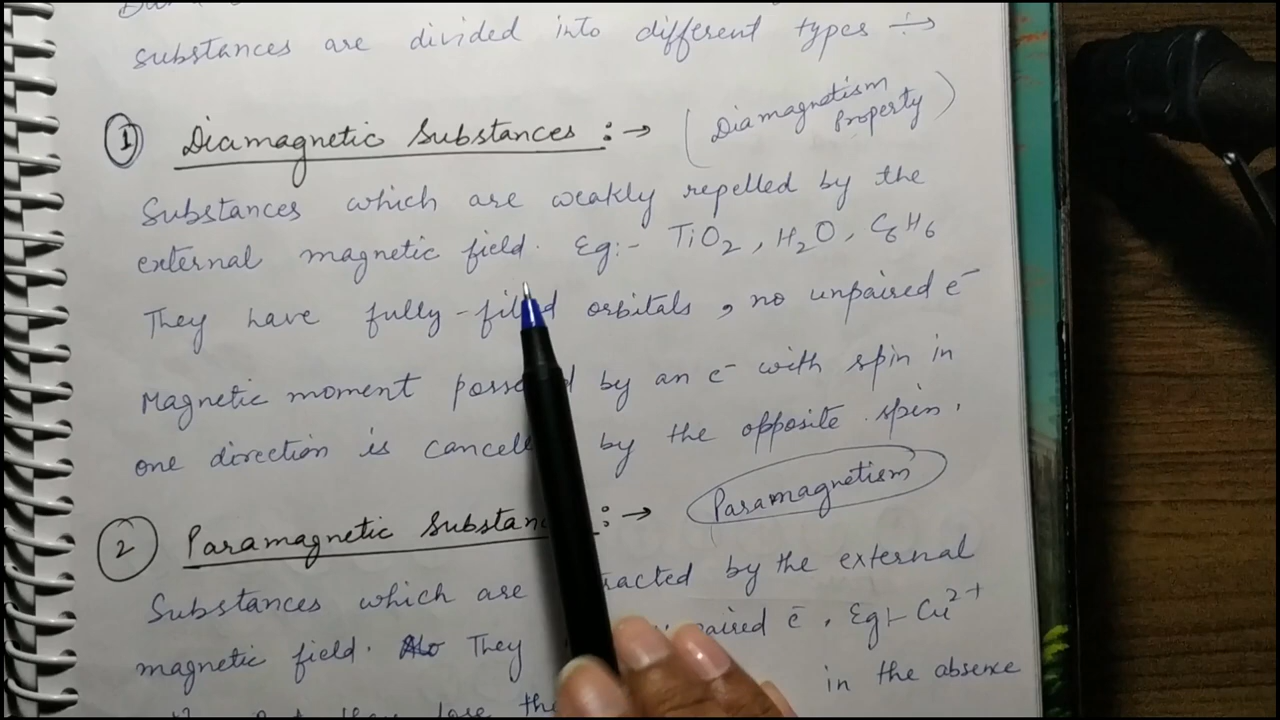 substances are divided into different types ÷→
① Diamagnetic Substances :→ (Diamagnetism Property)
Substances which are weakly repelled by the
external magnetic field. Eg:- TiO₂, H₂O, C₆H₆
They have fully-filled orbitals, no unpaired e⁻
Magnetic moment by an e⁻ with spin in
one direction is by the opposite spin.
② Paramagnetic :→ Paramagnetism
Substances which are by the external
magnetic field. They e⁻. Eg:- Cu²⁺
they lose the in the absence